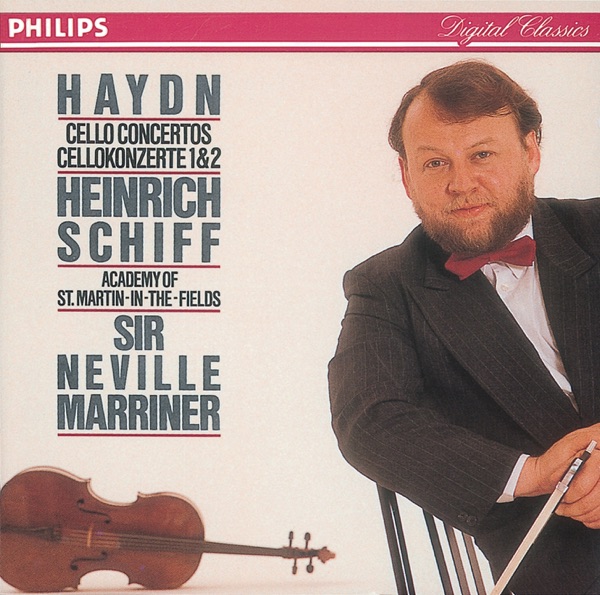 PHILIPS
Digital Classics
HAYDN
CELLO CONCERTOS
CELLOKONZERTE 1&2
HEINRICH
SCHIFF
ACADEMY OF
ST. MARTIN-IN-THE-FIELDS
SIR
NEVILLE
MARRINER